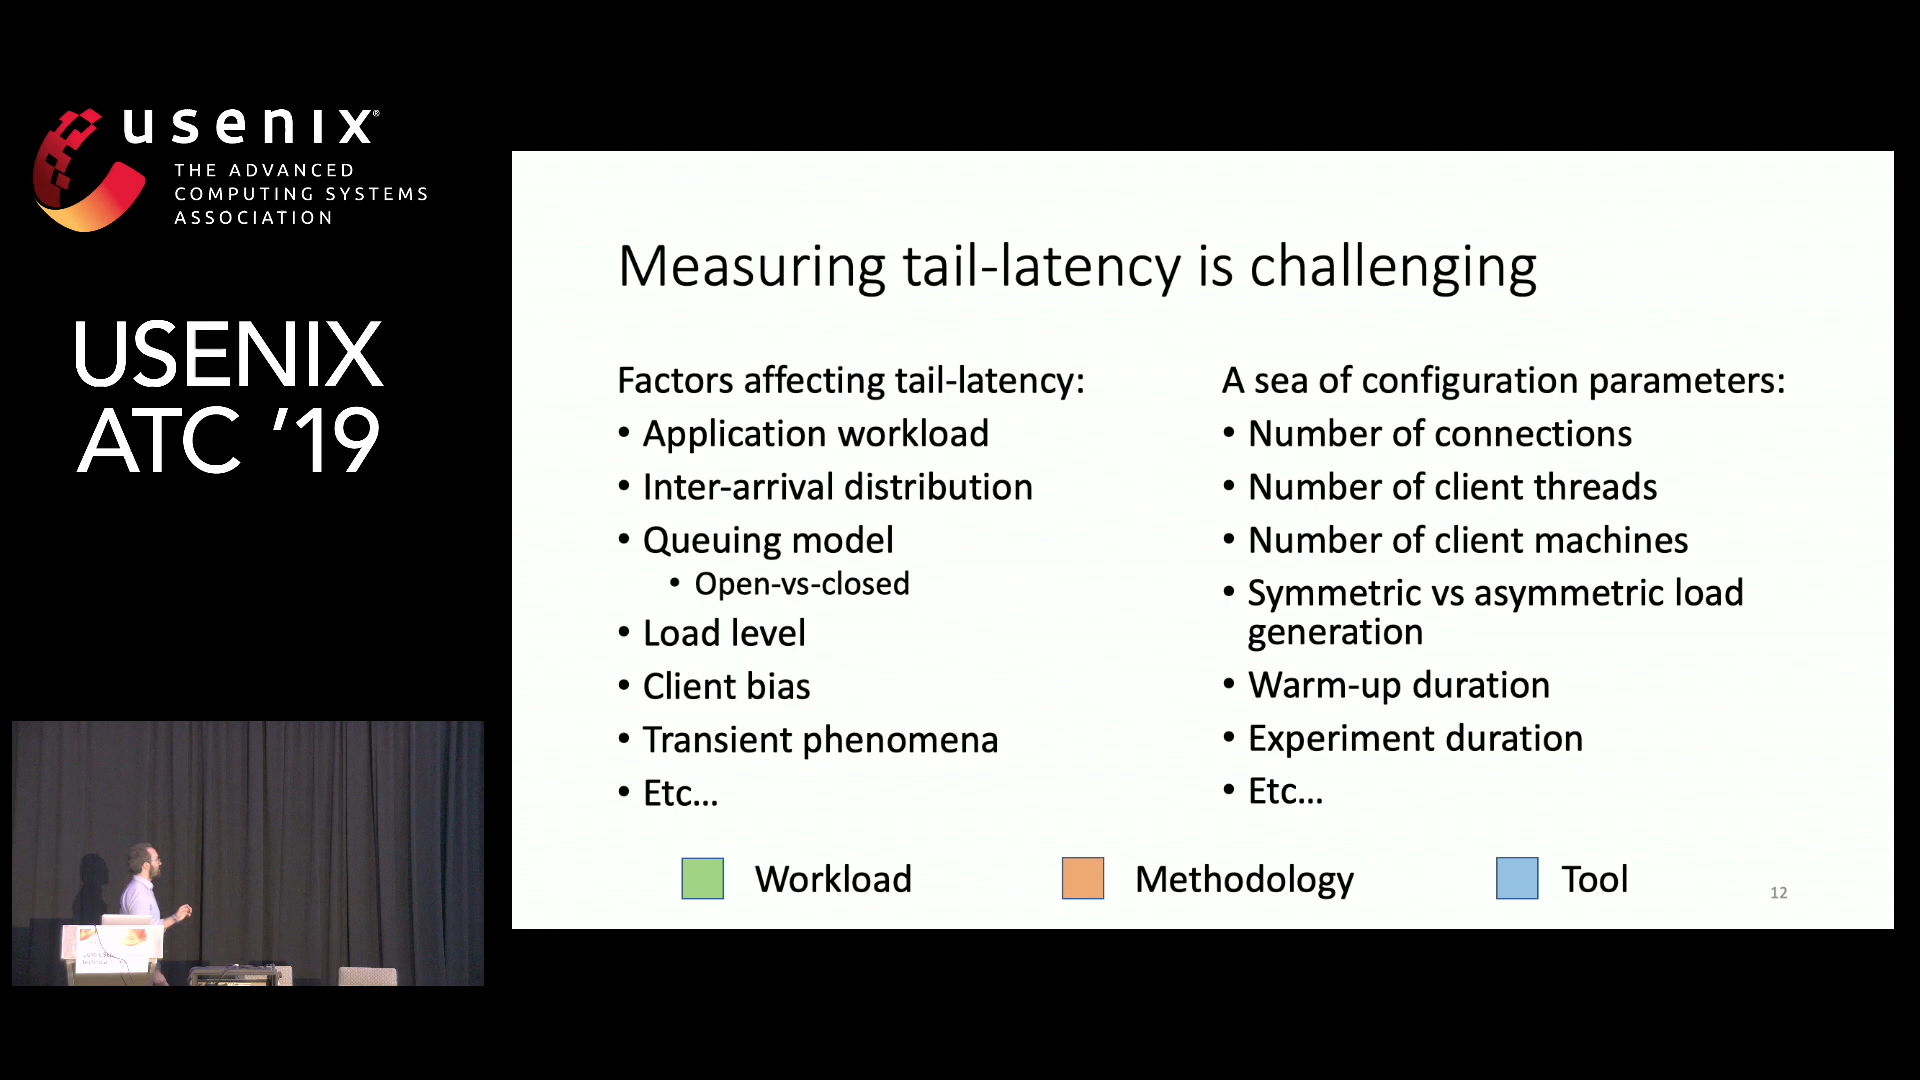 usenix®
THE ADVANCED
COMPUTING SYSTEMS
ASSOCIATION
USENIX
ATC ’19
Measuring tail-latency is challenging
Factors affecting tail-latency:
• Application workload
• Inter-arrival distribution
• Queuing model
• Open-vs-closed
• Load level
• Client bias
• Transient phenomena
• Etc…
A sea of configuration parameters:
• Number of connections
• Number of client threads
• Number of client machines
• Symmetric vs asymmetric load
generation
• Warm-up duration
• Experiment duration
• Etc…
Workload
Methodology
Tool
12